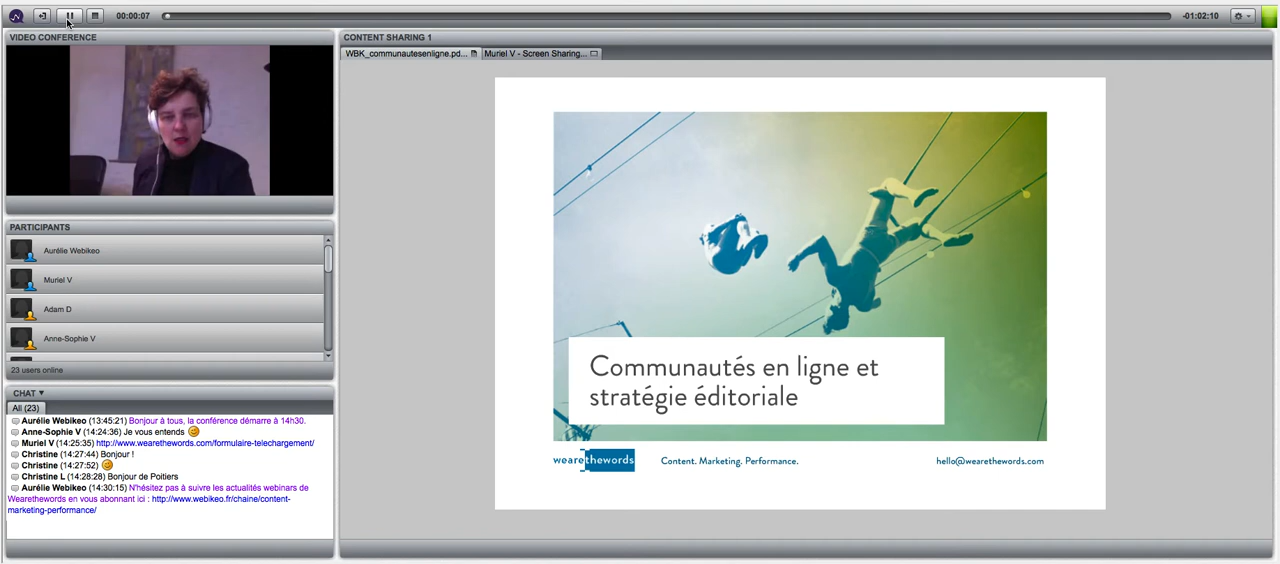 00:00:07
-01:02:10
VIDEO CONFERENCE
PARTICIPANTS
Aurélie Webikeo
Muriel V
Adam D
Anne-Sophie V
23 users online
CHAT
All (23)
Aurélie Webikeo (13:45:21) Bonjour à tous, la conférence démarre à 14h30.
Anne-Sophie V (14:24:36) Je vous entends
Muriel V (14:25:35) http://www.wearethewords.com/formulaire-telechargement/
Christine (14:27:44) Bonjour !
Christine (14:27:52)
Christine L (14:28:28) Bonjour de Poitiers
Aurélie Webikeo (14:30:15) N'hésitez pas à suivre les actualités webinars de
Wearethewords en vous abonnant ici : http://www.webikeo.fr/chaine/content-
marketing-performance/
CONTENT SHARING 1
WBK_communautesenligne.pd...
Muriel V - Screen Sharing...
Communautés en ligne et
stratégie éditoriale
wearethewords
Content. Marketing. Performance.
hello@wearethewords.com